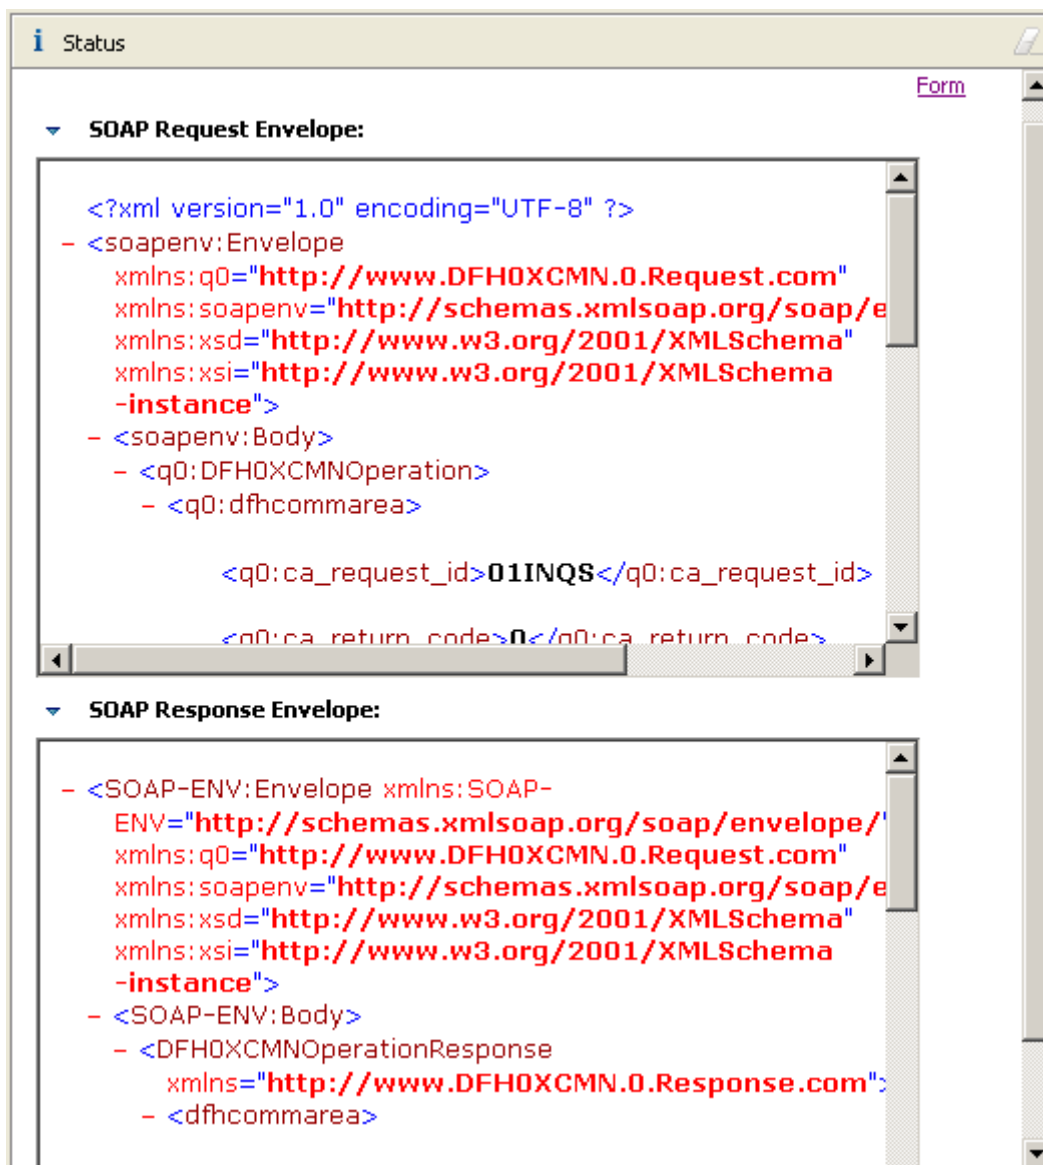 i Status
Form
SOAP Request Envelope:
<?xml version="1.0" encoding="UTF-8" ?>
– <soapenv:Envelope
xmlns:q0="http://www.DFH0XCMN.0.Request.com"
xmlns:soapenv="http://schemas.xmlsoap.org/soap/e
xmlns:xsd="http://www.w3.org/2001/XMLSchema"
xmlns:xsi="http://www.w3.org/2001/XMLSchema
-instance">
– <soapenv:Body>
– <q0:DFH0XCMNOperation>
– <q0:dfhcommarea>
<q0:ca_request_id>01INQS</q0:ca_request_id>
<q0:ca_return_code>0</q0:ca_return_code>
SOAP Response Envelope:
– <SOAP-ENV:Envelope xmlns:SOAP-
ENV="http://schemas.xmlsoap.org/soap/envelope/"
xmlns:q0="http://www.DFH0XCMN.0.Request.com"
xmlns:soapenv="http://schemas.xmlsoap.org/soap/e
xmlns:xsd="http://www.w3.org/2001/XMLSchema"
xmlns:xsi="http://www.w3.org/2001/XMLSchema
-instance">
– <SOAP-ENV:Body>
– <DFH0XCMNOperationResponse
xmlns="http://www.DFH0XCMN.0.Response.com">
– <dfhcommarea>